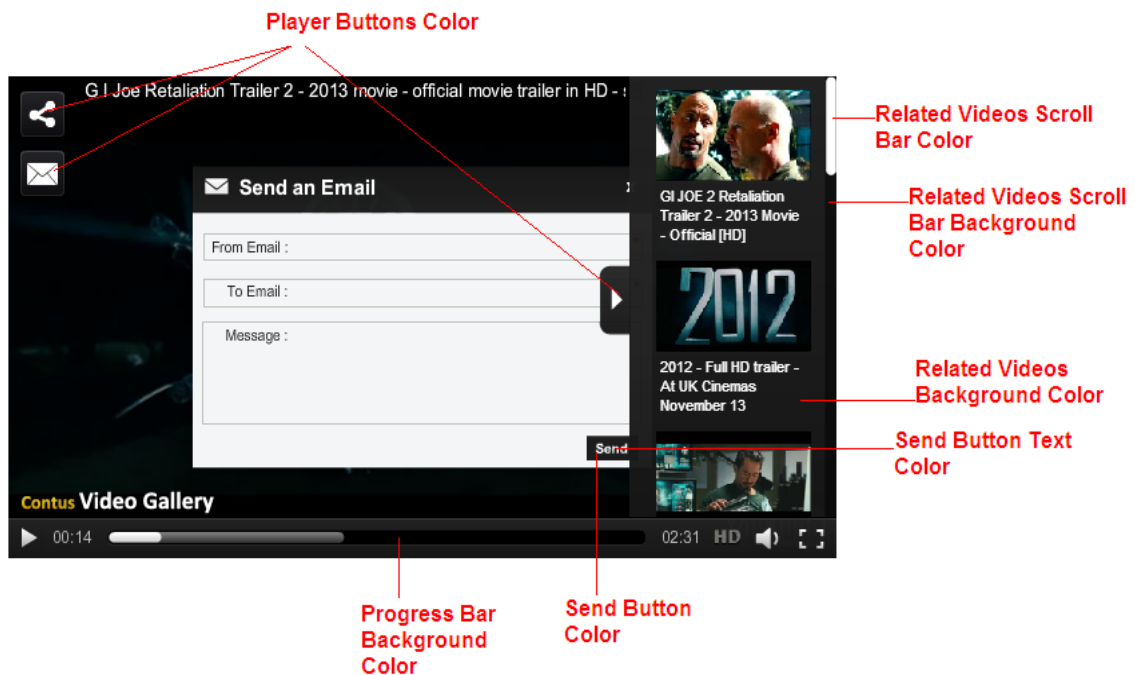 Player Buttons Color
G I Joe Retaliation Trailer 2 - 2013 movie - official movie trailer in HD - s
Related Videos Scroll
Bar Color
Send an Email
x
GI JOE 2 Retaliation
Trailer 2 - 2013 Movie
- Official [HD]
Related Videos Scroll
Bar Background
Color
From Email :
To Email :
Message :
2012
2012 - Full HD trailer -
At UK Cinemas
November 13
Related Videos
Background Color
Send
Send Button Text
Color
Contus Video Gallery
00:14
02:31
HD
Progress Bar
Background
Color
Send Button
Color